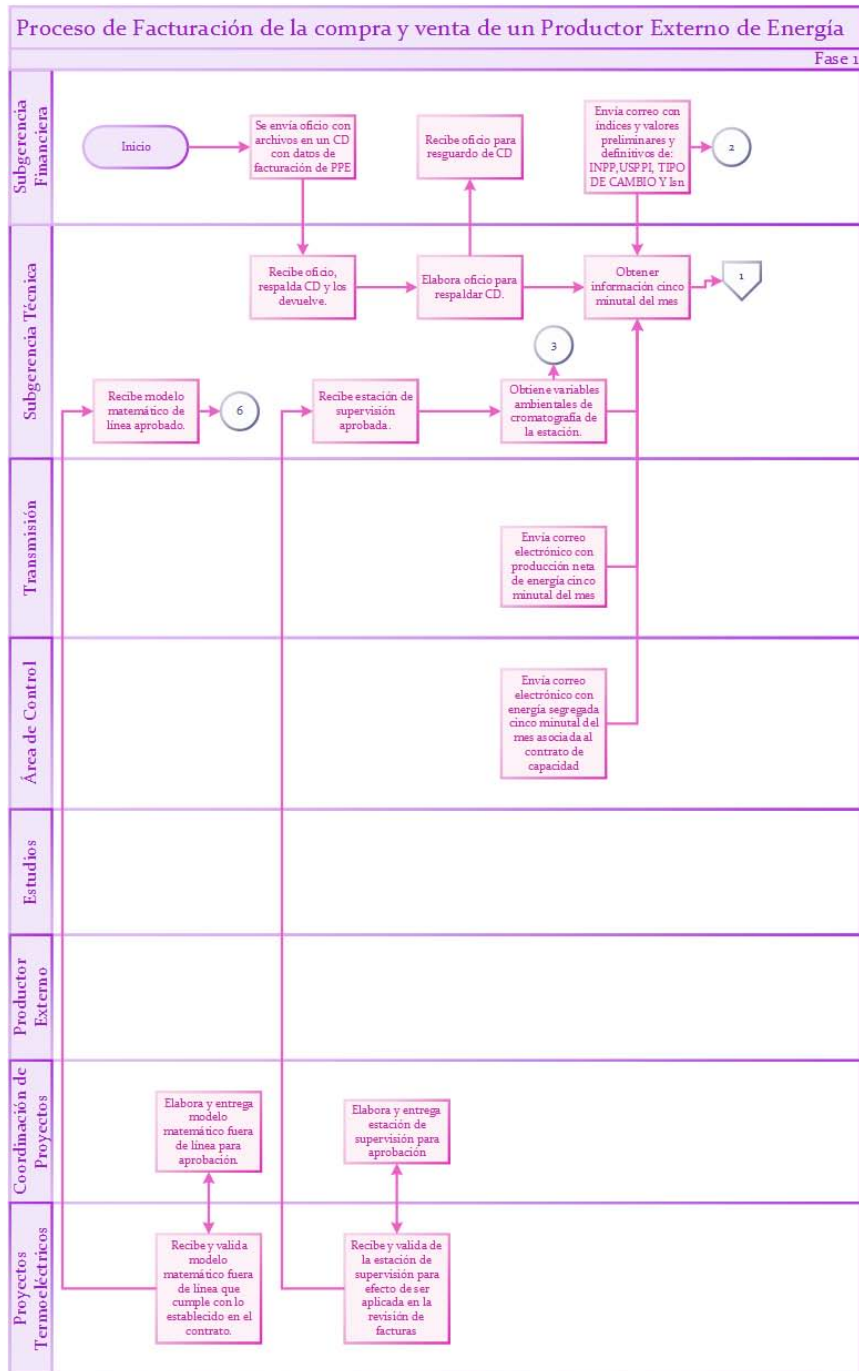 Proceso de Facturación de la compra y venta de un Productor Externo de Energía
Fase 1
Subgerencia
Financiera
Inicio
Se envía oficio con
archivos en un CD
con datos de
facturación de PPE
Recibe oficio para
resguardo de CD
Envía correo con
índices y valores
preliminares y
definitivos de:
INPP,USPPI, TIPO
DE CAMBIO Y Isn
2
Subgerencia Técnica
Recibe oficio,
respalda CD y los
devuelve.
Elabora oficio para
respaldar CD.
Obtener
información cinco
minutal del mes
1
3
Recibe modelo
matemático de
línea aprobado.
6
Recibe estación de
supervisión
aprobada.
Obtiene variables
ambientales de
cromatografía de
la estación.
Transmisión
Envía correo
electrónico con
producción neta
de energía cinco
minutal del mes
Área de Control
Envía correo
electrónico con
energía segregada
cinco minutal del
mes asociada al
contrato de
capacidad
Estudios
Productor
Externo
Coordinación de
Proyectos
Elabora y entrega
modelo
matemático fuera
de línea para
aprobación.
Elabora y entrega
estación de
supervisión para
aprobación
Proyectos
Termoeléctricos
Recibe y valida
modelo
matemático fuera
de línea que
cumple con lo
establecido en el
contrato.
Recibe y valida de
la estación de
supervisión para
efecto de ser
aplicada en la
revisión de
facturas